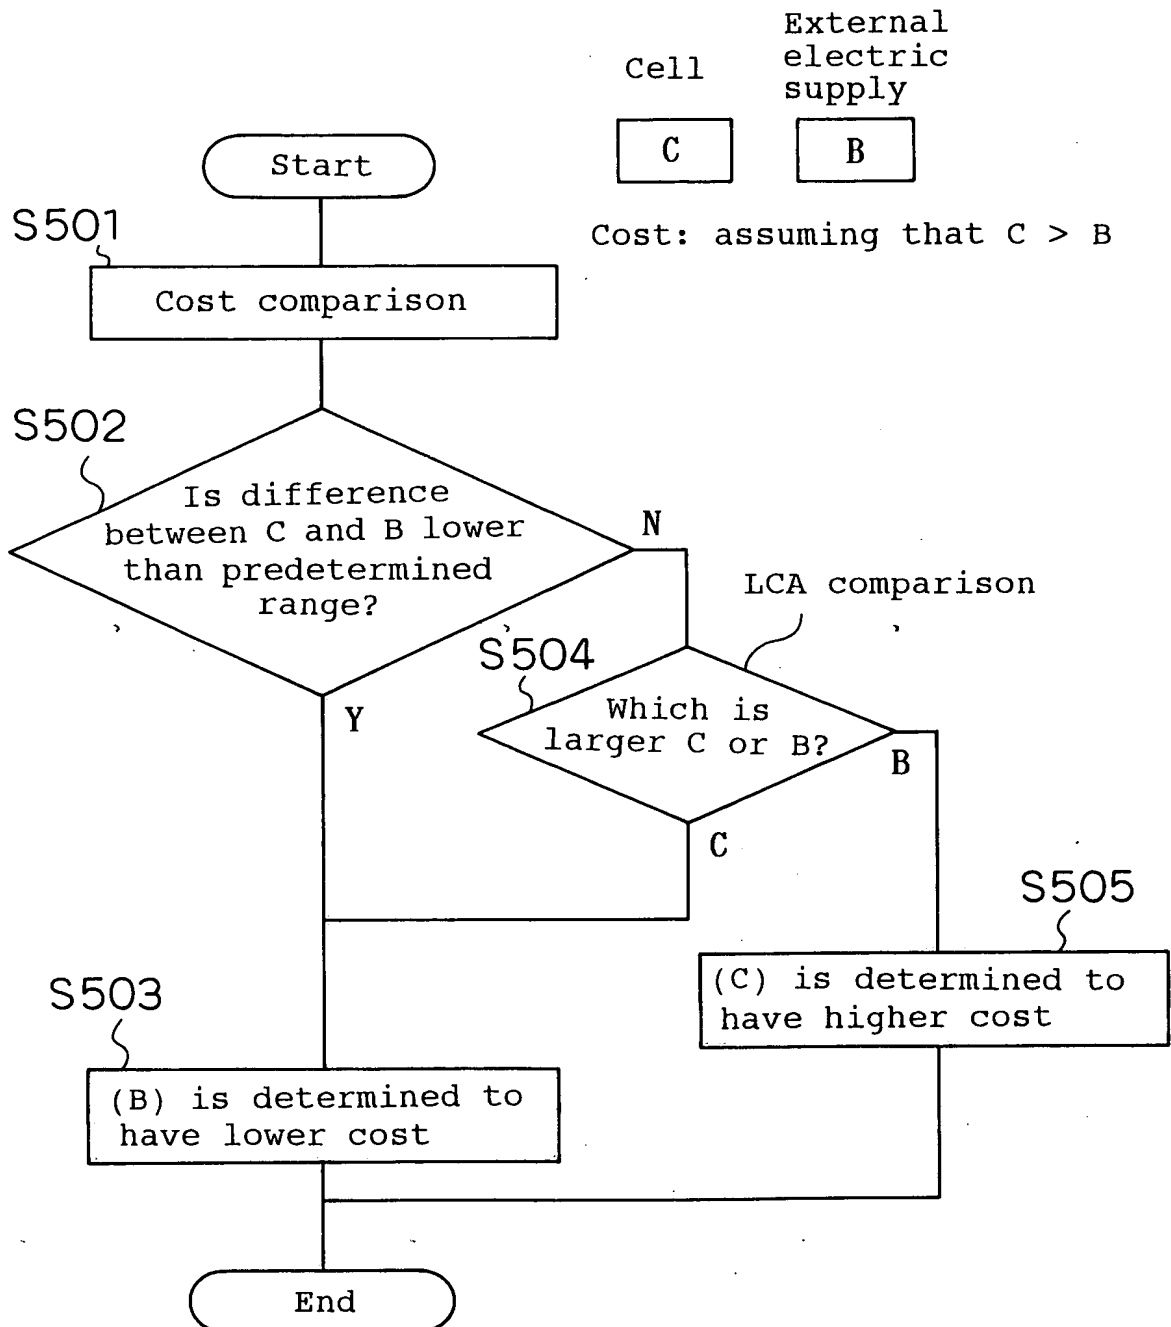 External
electric
supply
Cell
C
B
Cost: assuming that C > B
Start
S501
Cost comparison
S502
Is difference
between C and B lower
than predetermined
range?
N
Y
LCA comparison
S504
Which is
larger C or B?
B
C
S505
(C) is determined to
have higher cost
S503
(B) is determined to
have lower cost
End